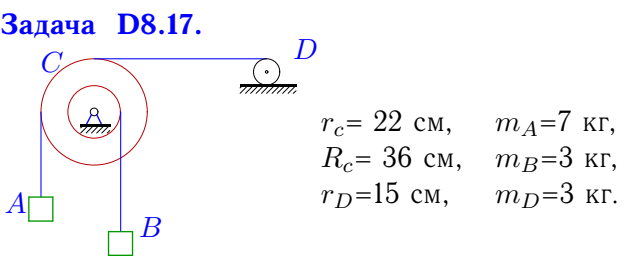 Задача D8.17.
C D
r_c= 22 см, m_A=7 кг,
R_c= 36 см, m_B=3 кг,
r_D=15 см, m_D=3 кг.
A
B